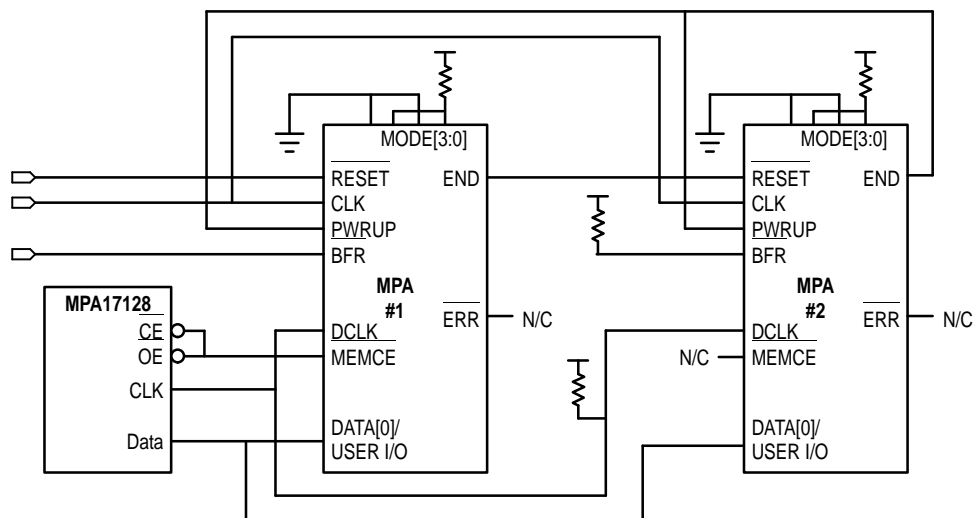 MODE[3:0]
RESET
END
CLK
PWRUP
BFR
MPA
#1
ERR
N/C
DCLK
MEMCE
DATA[0]/
USER I/O
MPA17128
CE
OE
CLK
Data
MODE[3:0]
RESET
END
CLK
PWRUP
BFR
MPA
#2
ERR
N/C
DCLK
N/C
MEMCE
DATA[0]/
USER I/O